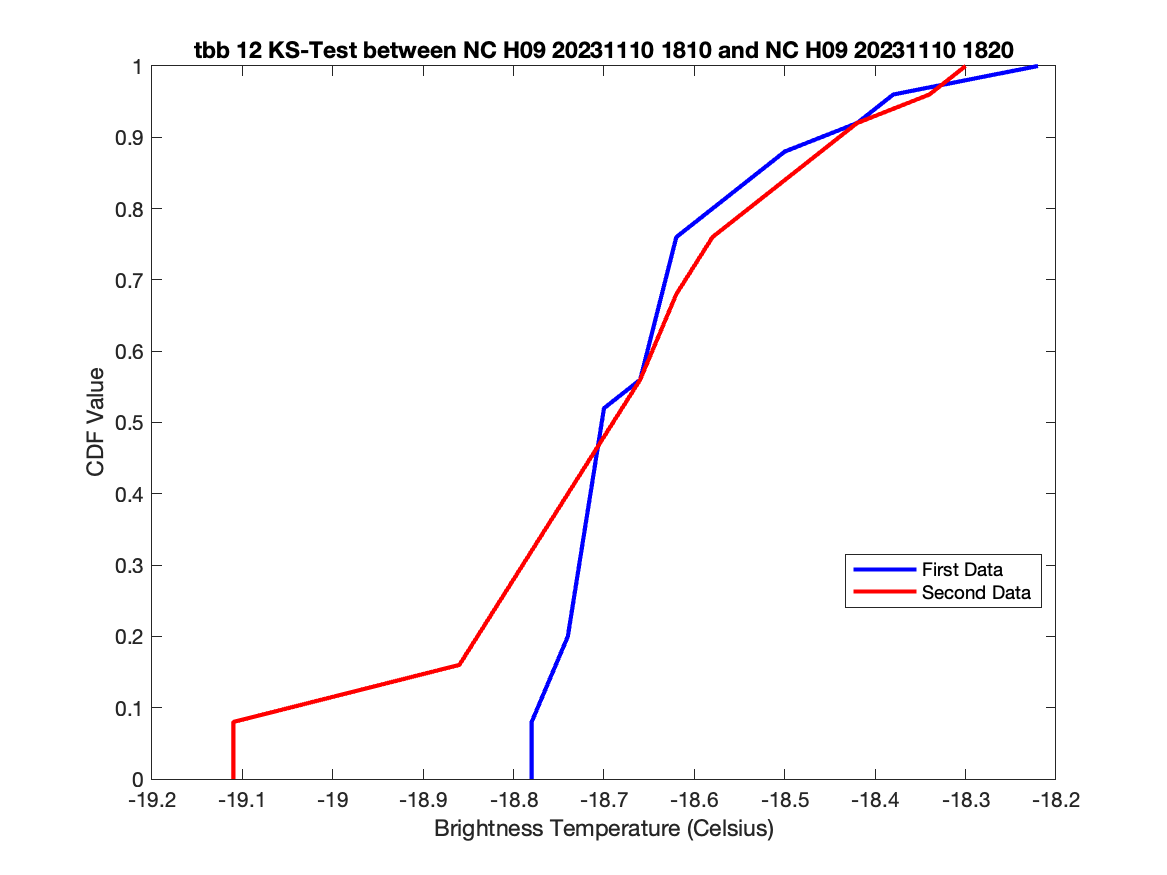 tbb 12 KS-Test between NC H09 20231110 1810 and NC H09 20231110 1820
1
0.9
0.8
0.7
0.6
0.5
0.4
0.3
0.2
0.1
0
CDF Value
First Data
Second Data
-19.2 -19.1 -19 -18.9 -18.8 -18.7 -18.6 -18.5 -18.4 -18.3 -18.2
Brightness Temperature (Celsius)